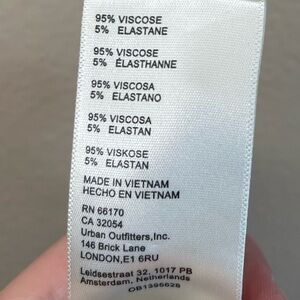 95% VISCOSE
5% ELASTANE
95% VISCOSE
5% ÉLASTHANNE
95% VISCOSA
5% ELASTANO
95% VISCOSA
5% ELASTAN
95% VISKOSE
5% ELASTAN
MADE IN VIETNAM
HECHO EN VIETNAM
RN 66170
CA 32054
Urban Outfitters,Inc.
146 Brick Lane
LONDON,E1 6RU
Leidsestraat 32, 1017 PB
Amsterdam, Netherlands
OB1395628